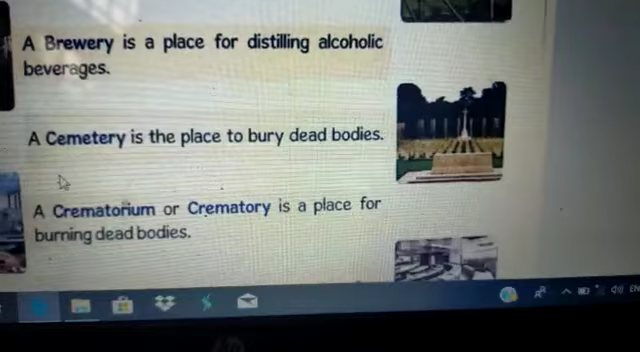 A Brewery is a place for distilling alcoholic
beverages.
A Cemetery is the place to bury dead bodies.
A Crematorium or Crematory is a place for
burning dead bodies.
EN